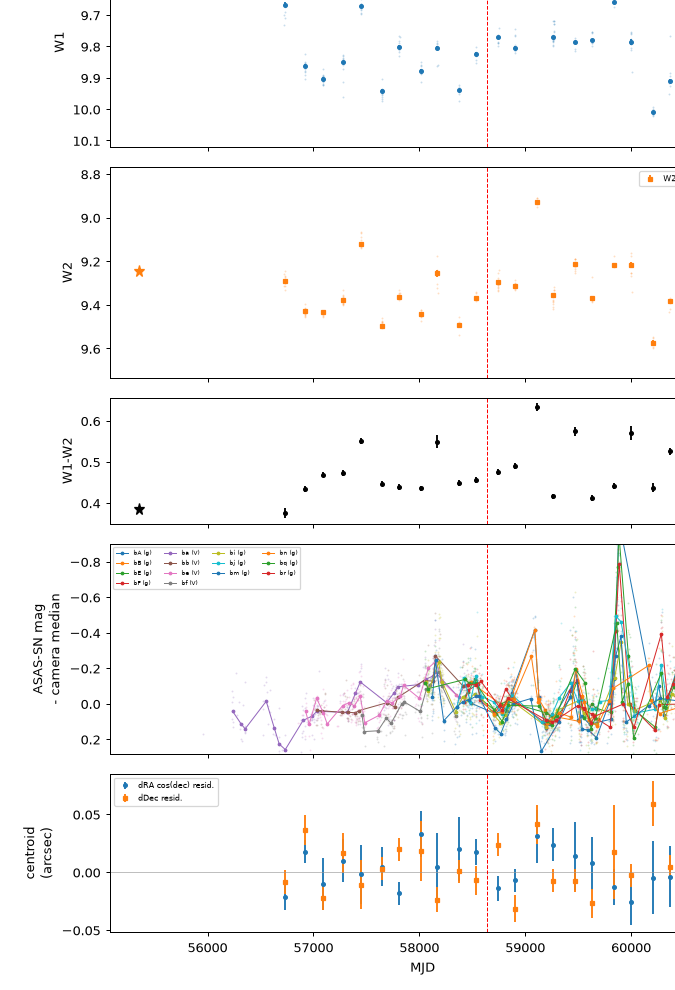 9.7
9.8
9.9
10.0
10.1
W1
8.8
9.0
9.2
9.4
9.6
W2
W2
0.6
0.5
0.4
W1-W2
−0.8
−0.6
−0.4
−0.2
0.0
0.2
ASAS-SN mag
- camera median
bA (g) ba (V) bi (g) bn (g)
bB (g) bb (V) bj (g) bq (g)
bE (g) be (V) bm (g) br (g)
bF (g) bf (V)
dRA cos(dec) resid.
dDec resid.
0.05
0.00
−0.05
centroid
(arcsec)
56000 57000 58000 59000 60000
MJD